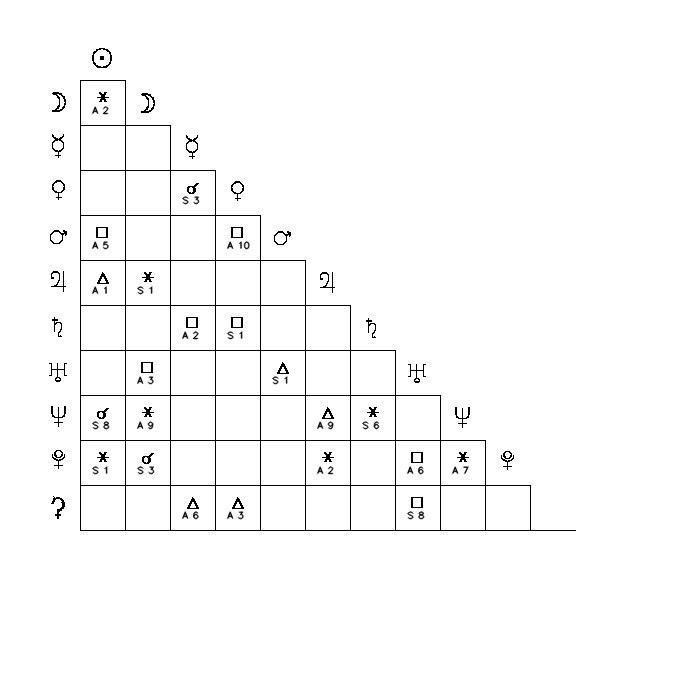 ☉
☽ ⚹ ☽
A 2
☿ ☿
♀ ☌ ♀
S 3
♂ □ □ ♂
A 5 A 10
♃ △ ⚹ ♃
A 1 S 1
♄ □ □ ♄
A 2 S 1
♅ □ △ ♅
A 3 S 1
♆ ☌ ⚹ △ ⚹ ♆
S 8 A 9 A 9 S 6
♇ ⚹ ☌ ⚹ □ ⚹ ♇
S 1 S 3 A 2 A 6 A 7
⚳ △ △ □
A 6 A 3 S 8